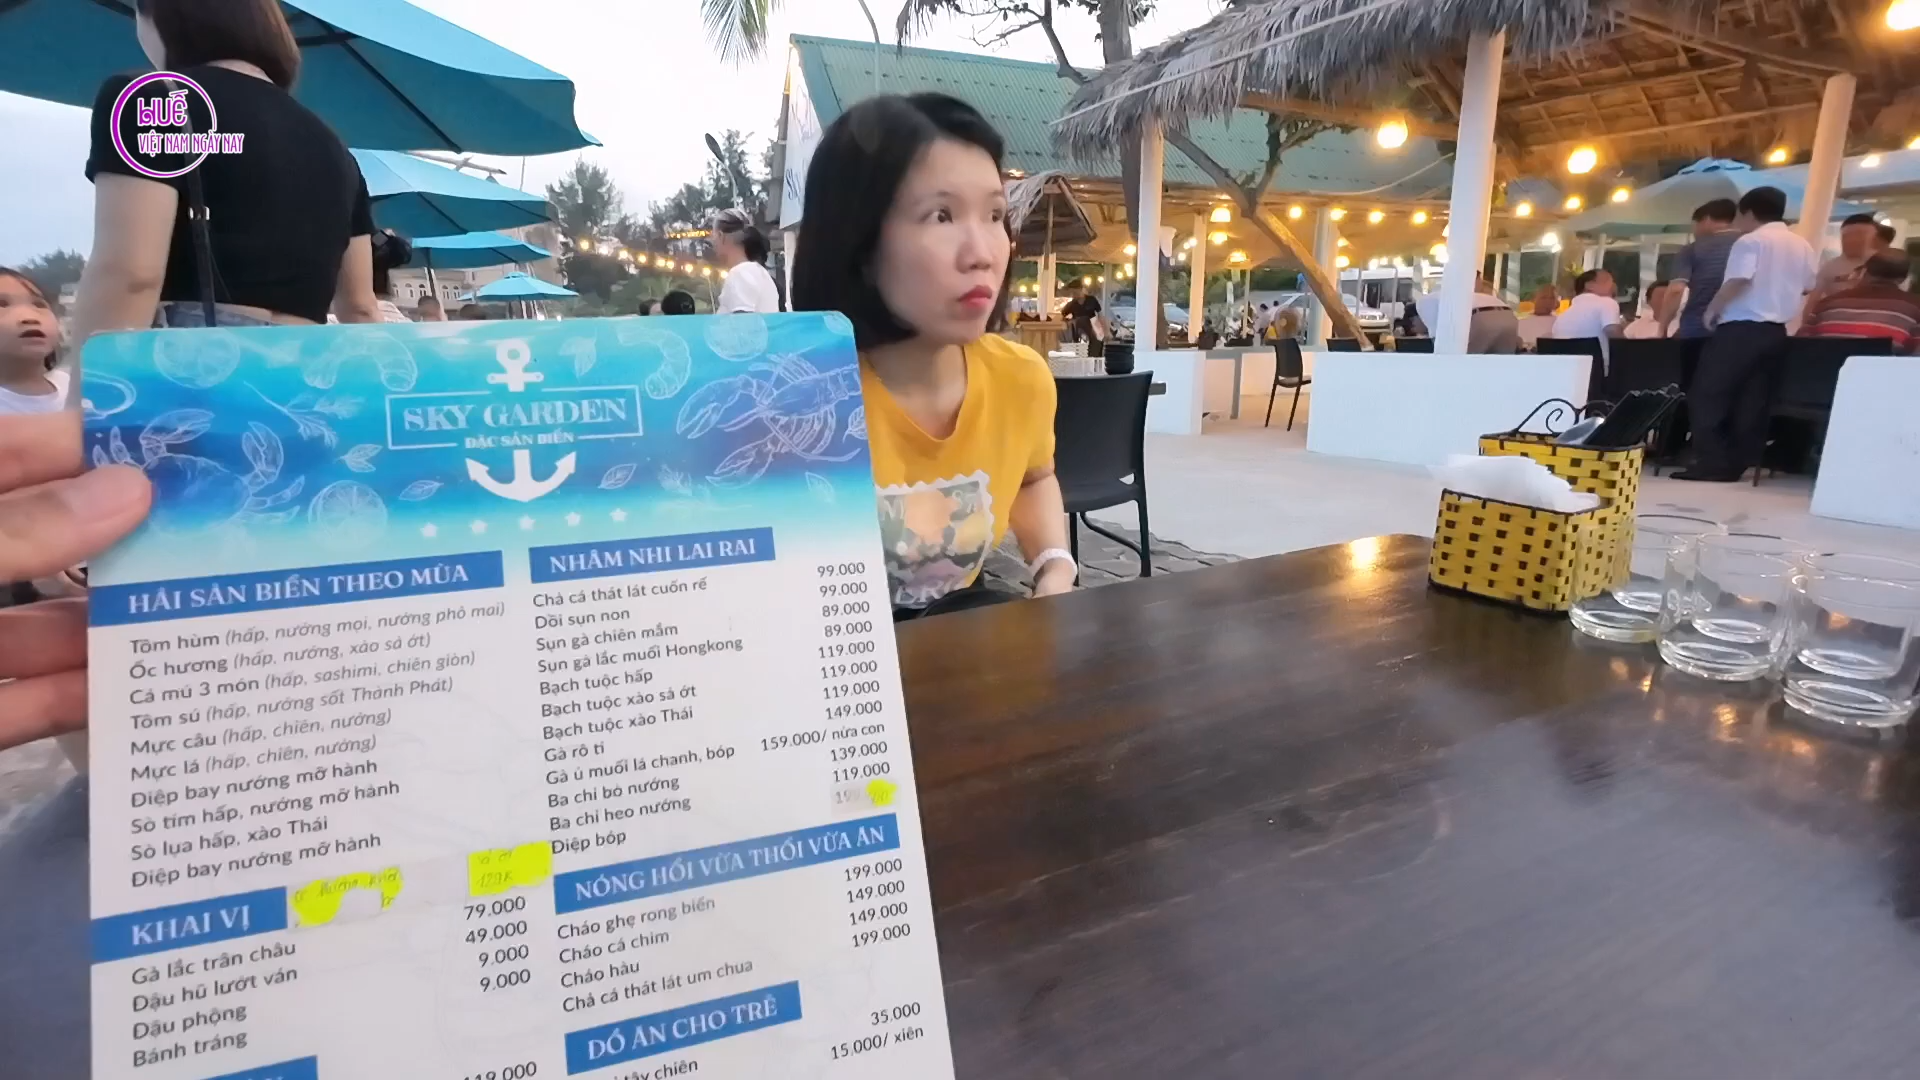 HUẾ
VIỆT NAM NGÀY NAY
SKY GARDEN
ĐẶC SẢN BIỂN
HẢI SẢN BIỂN THEO MÙA
Tôm hùm (hấp, nướng mọi, nướng phô mai)
Ốc hương (hấp, nướng, xào sả ớt)
Cá mú 3 món (hấp, sashimi, chiên giòn)
Tôm sú (hấp, nướng sốt Thành Phát)
Mực câu (hấp, chiên, nướng)
Mực lá (hấp, chiên, nướng)
Điệp bay nướng mỡ hành
Sò tím hấp, nướng mỡ hành
Sò lụa hấp, xào Thái
Điệp bay nướng mỡ hành
KHAI VỊ
129K
Gà lắc trân châu 79.000
Đậu hũ lướt ván 49.000
Đậu phộng 9.000
Bánh tráng 9.000
119.000
NHÂM NHI LAI RAI
Chả cá thát lát cuốn rế 99.000
Dồi sụn non 99.000
Sụn gà chiên mắm 89.000
Sụn gà lắc muối Hongkong 89.000
Bạch tuộc hấp 119.000
Bạch tuộc xào sả ớt 119.000
Bạch tuộc xào Thái 119.000
Gà rô ti 149.000
Gà ủ muối lá chanh, bóp 159.000/ nửa con
Ba chỉ bò nướng 139.000
Ba chỉ heo nướng 119.000
Điệp bóp
NÓNG HỔI VỪA THỔI VỪA ĂN
Cháo ghẹ rong biển 199.000
Cháo cá chim 149.000
Cháo hàu 149.000
Chả cá thát lát um chua 199.000
ĐỒ ĂN CHO TRẺ
tây chiên 35.000
15.000/ xiên